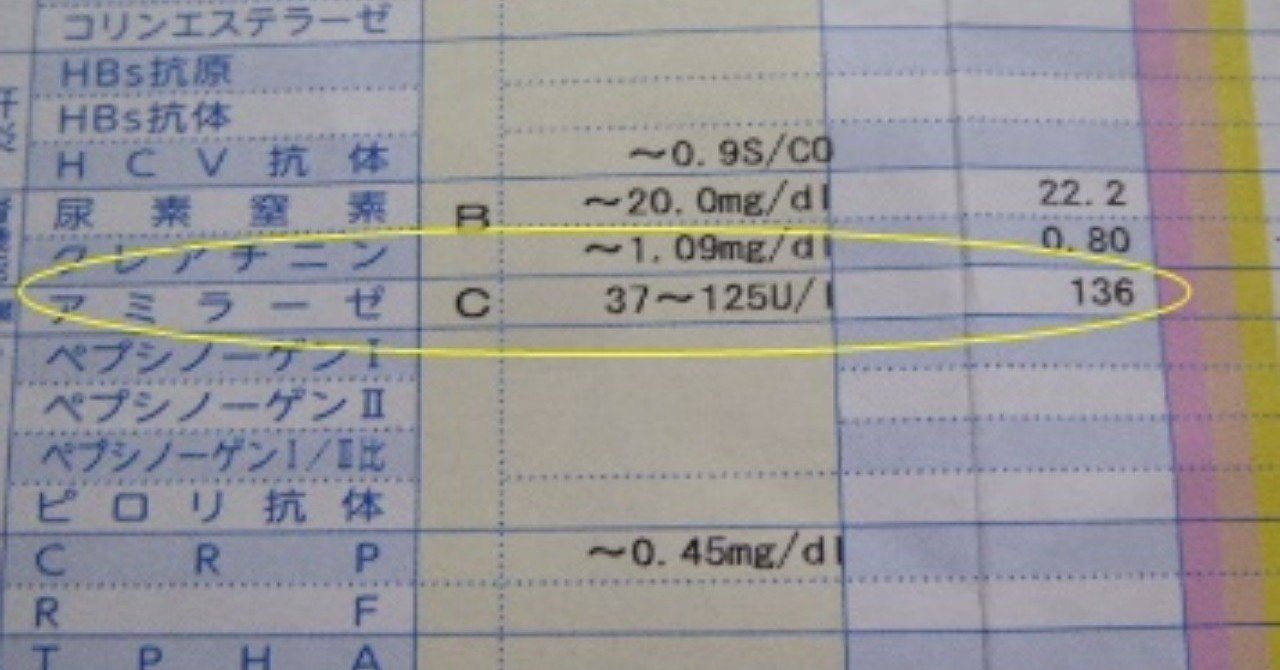 コリンエステラーゼ
HBs抗原
HBs抗体
HCV抗体 ～0.9S/CO
尿素窒素 B ～20.0mg/dl 22.2
クレアチニン ～1.09mg/dl 0.80
アミラーゼ C 37～125U/l 136
ペプシノーゲンⅠ
ペプシノーゲンⅡ
ペプシノーゲンⅠ/Ⅱ比
ピロリ抗体
CRP ～0.45mg/dl
RF
TPHA